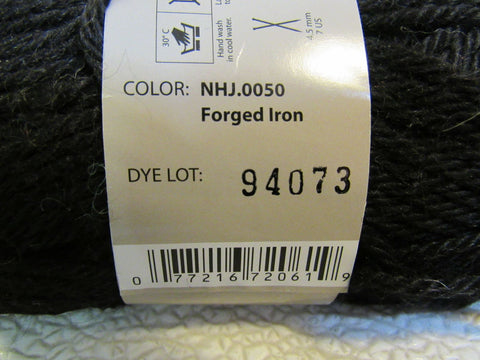 30° C
Hand wash
in cool water.
4.5 mm
7 US
COLOR: NHJ.0050
Forged Iron
DYE LOT: 94073
0 77216 72061 9